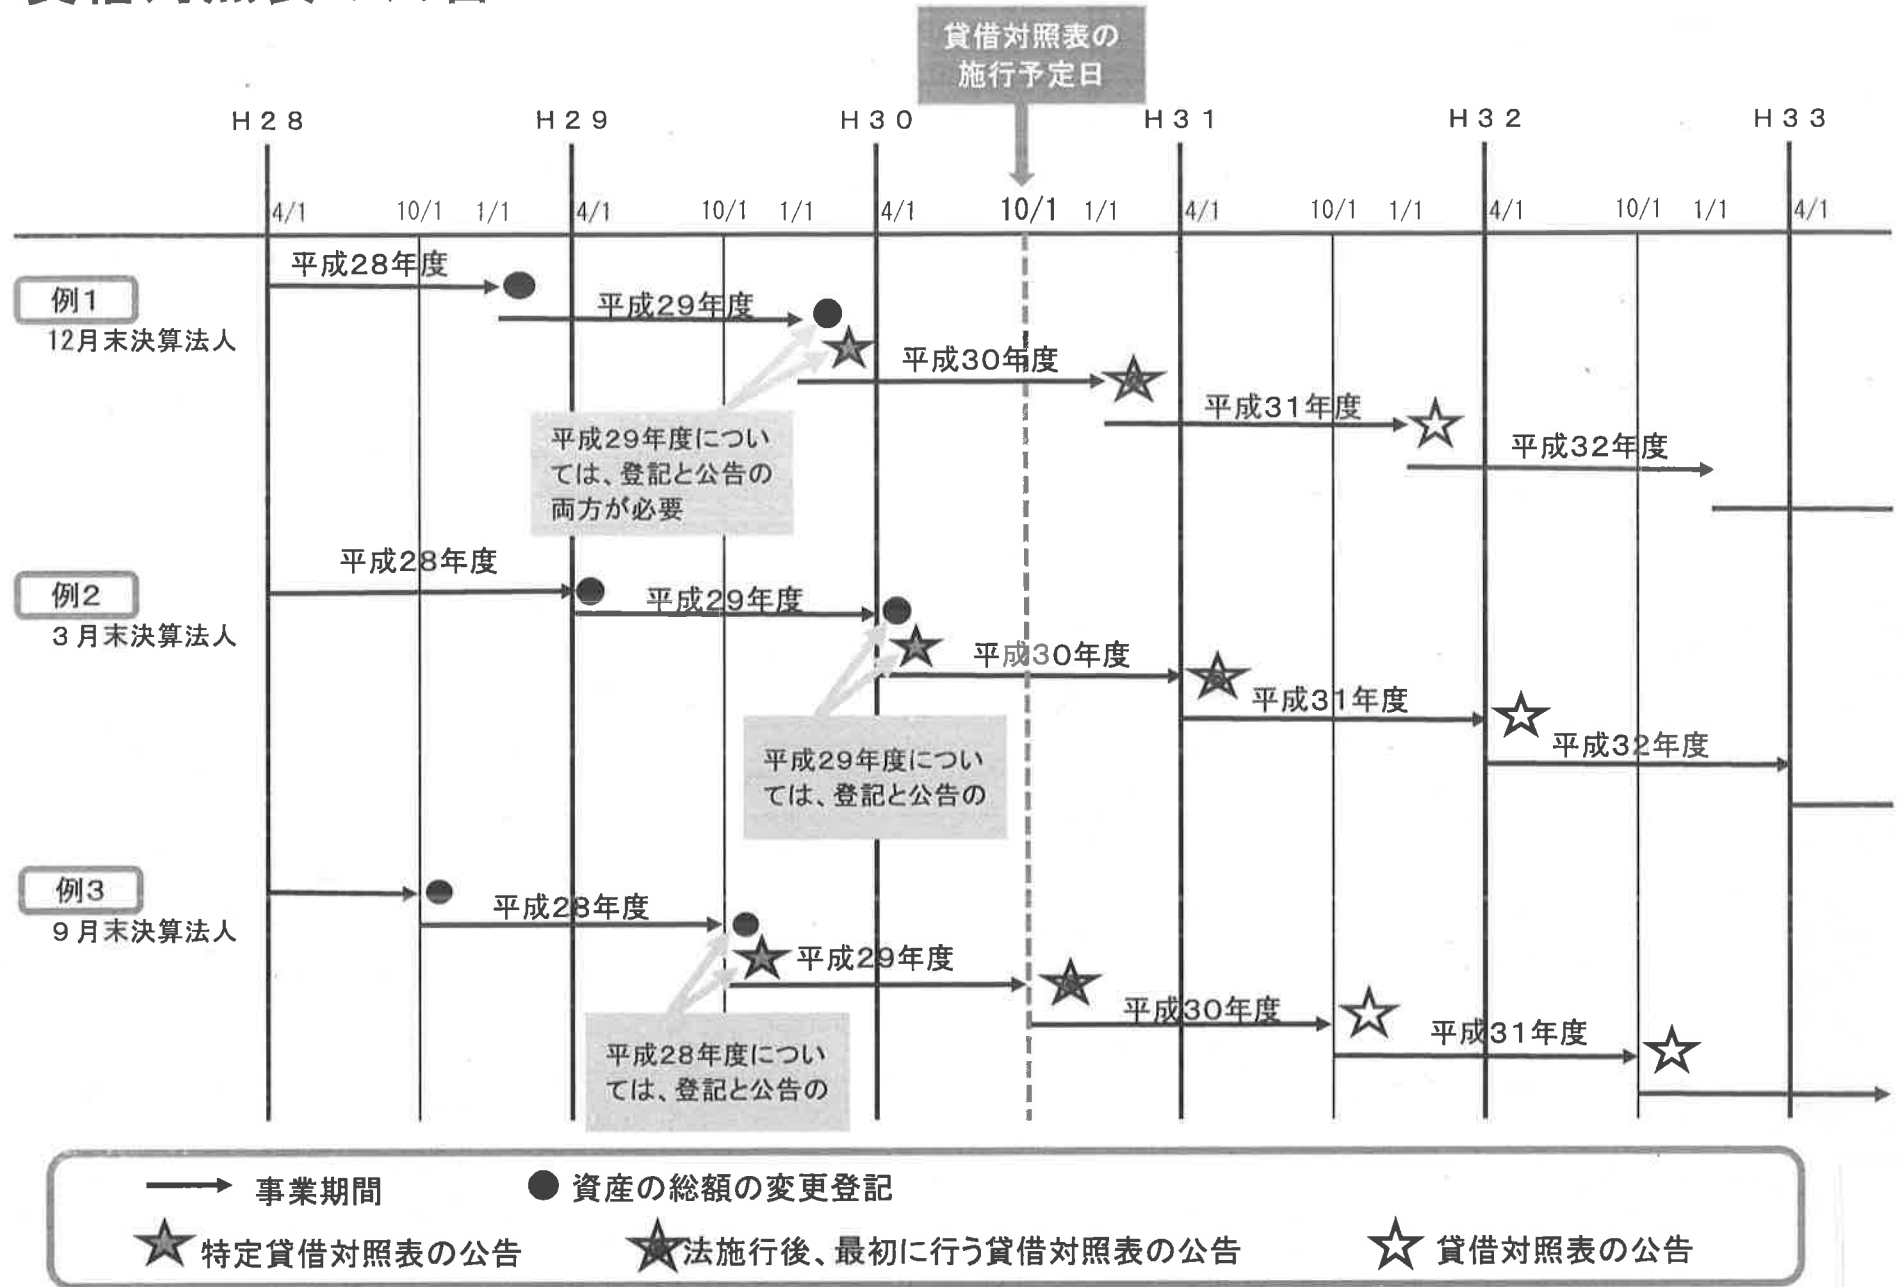 貸借対照表の
施行予定日
H28 H29 H30 H31 H32 H33
4/1 10/1 1/1 4/1 10/1 1/1 4/1 10/1 1/1 4/1 10/1 1/1 4/1 10/1 1/1 4/1
例1
12月末決算法人
平成28年度
平成29年度
平成30年度
平成31年度
平成32年度
平成29年度につい
ては、登記と公告の
両方が必要
例2
3月末決算法人
平成28年度
平成29年度
平成30年度
平成31年度
平成32年度
平成29年度につい
ては、登記と公告の
例3
9月末決算法人
平成28年度
平成29年度
平成30年度
平成31年度
平成28年度につい
ては、登記と公告の
事業期間 資産の総額の変更登記
特定貸借対照表の公告 法施行後、最初に行う貸借対照表の公告 貸借対照表の公告